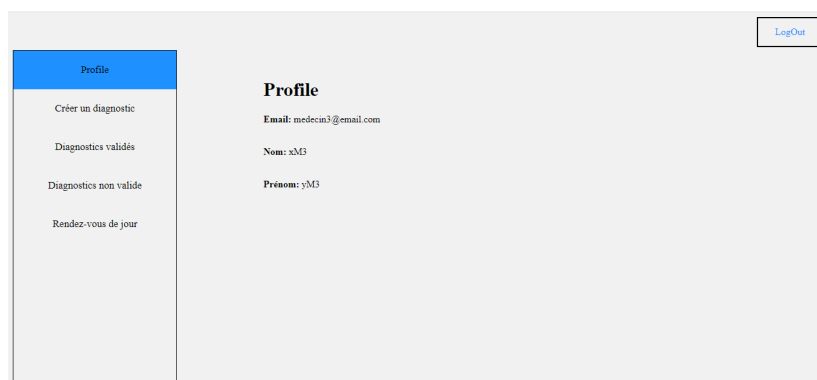 LogOut
Profile
Créer un diagnostic
Diagnostics validés
Diagnostics non valide
Rendez-vous de jour
Profile
Email: medecin3@email.com
Nom: xM3
Prénom: yM3